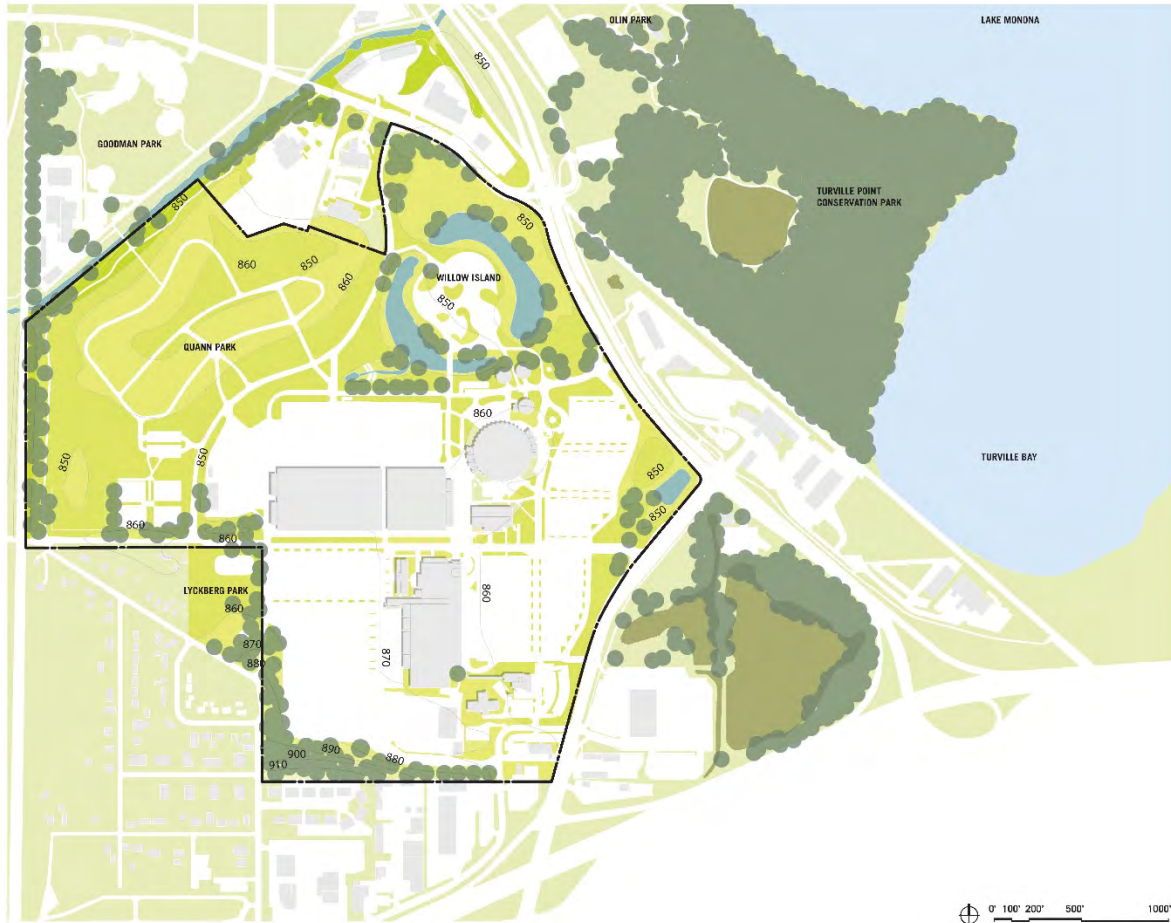 OLIN PARK
LAKE MONONA
850
GOODMAN PARK
TURVILLE POINT
CONSERVATION PARK
850
850
860
850
860
WILLOW ISLAND
850
QUANN PARK
860
850
850
850
TURVILLE BAY
850
860
860
LYCKBERG PARK
860
860
870
880
870
890
900
880
910
0' 100' 200' 500' 1000'